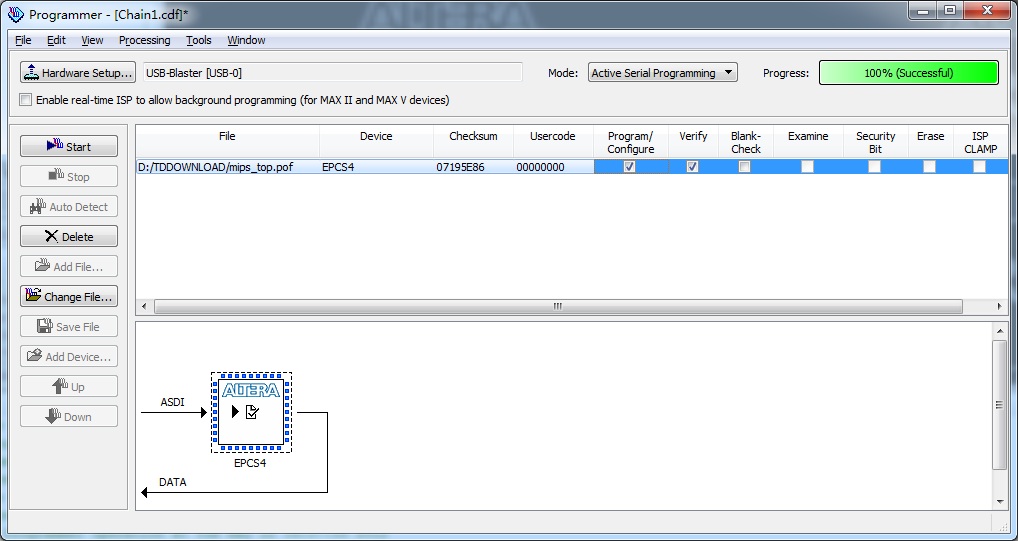 Programmer - [Chain1.cdf]*
File Edit View Processing Tools Window
Hardware Setup... USB-Blaster [USB-0] Mode: Active Serial Programming Progress: 100% (Successful)
Enable real-time ISP to allow background programming (for MAX II and MAX V devices)
Start
Stop
Auto Detect
Delete
Add File...
Change File...
Save File
Add Device...
Up
Down
File Device Checksum Usercode Program/ Verify Blank- Examine Security Erase ISP
Configure Check Bit CLAMP
D:/TDDOWNLOAD/mips_top.pof EPCS4 07195E86 00000000
ALTERA
ASDI
EPCS4
DATA